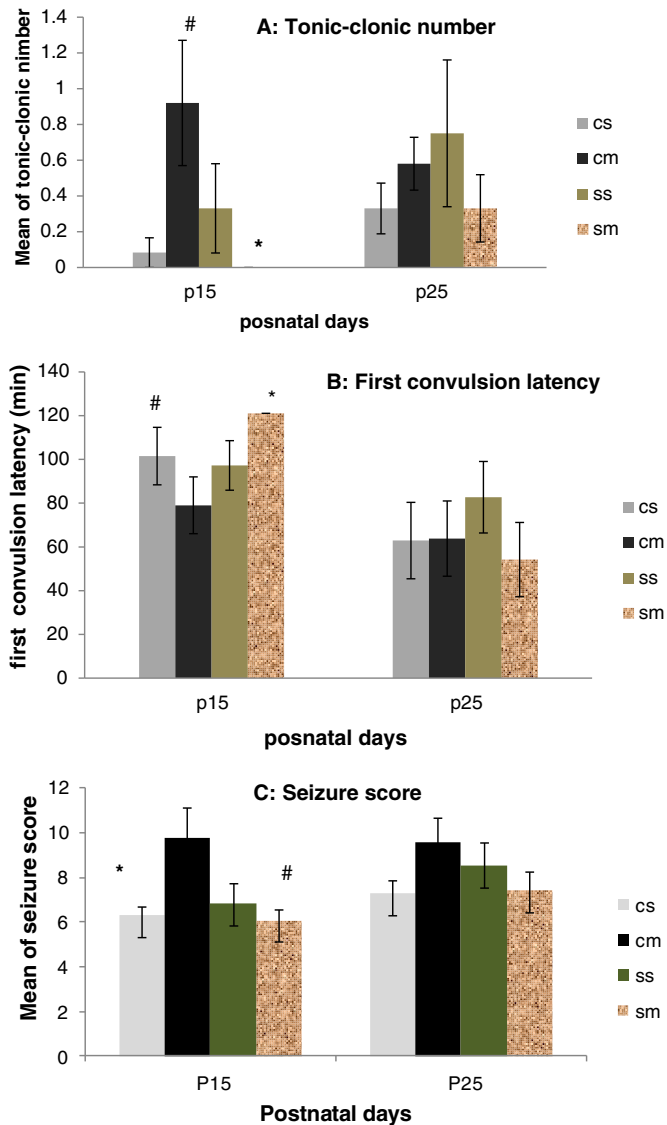 A: Tonic-clonic number
Mean of tonic-clonic nimber
1.4
1.2
1
0.8
0.6
0.4
0.2
0
#
*
p15
p25
posnatal days
cs
cm
ss
sm
B: First convulsion latency
first convulsion latency (min)
140
120
100
80
60
40
20
0
#
*
p15
p25
posnatal days
cs
cm
ss
sm
C: Seizure score
Mean of seizure score
12
10
8
6
4
2
0
*
#
P15
P25
Postnatal days
cs
cm
ss
sm